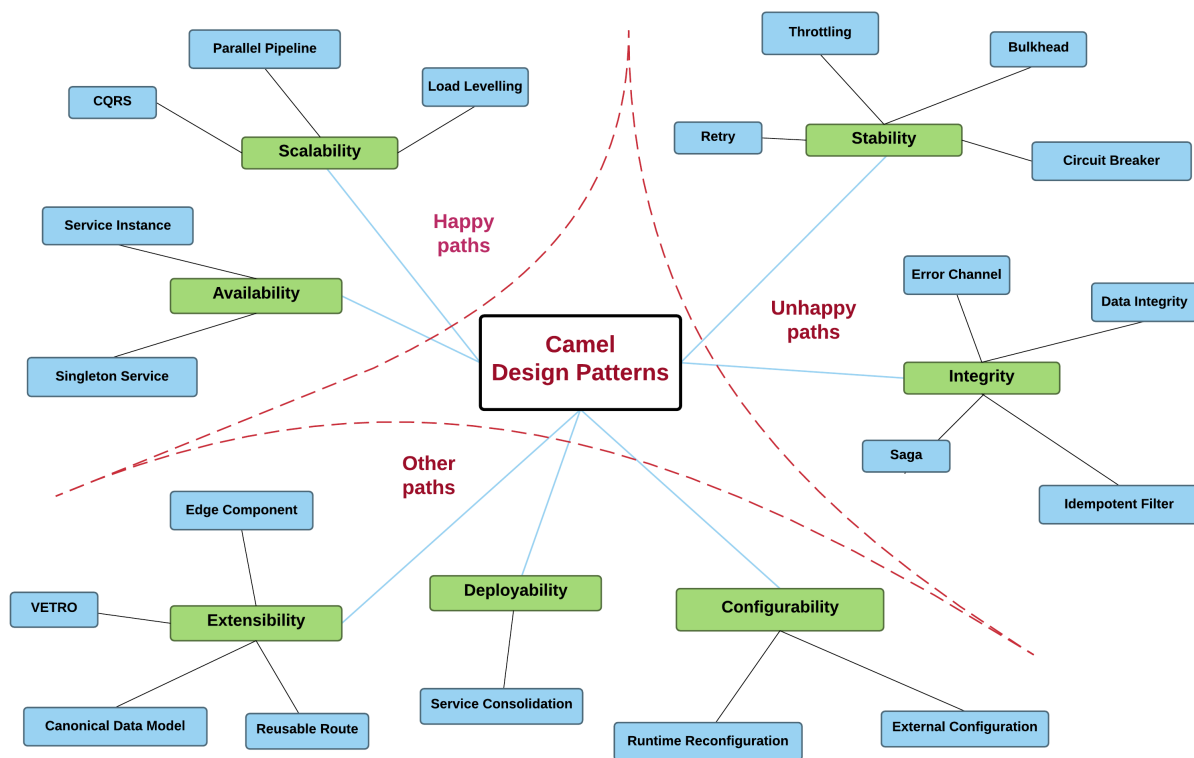 Parallel Pipeline
CQRS
Load Levelling
Scalability
Throttling
Bulkhead
Retry
Stability
Circuit Breaker
Happy
paths
Service Instance
Availability
Singleton Service
Error Channel
Data Integrity
Unhappy
paths
Integrity
Saga
Idempotent Filter
Camel
Design Patterns
Other
paths
Edge Component
VETRO
Extensibility
Canonical Data Model
Reusable Route
Deployability
Service Consolidation
Configurability
Runtime Reconfiguration
External Configuration